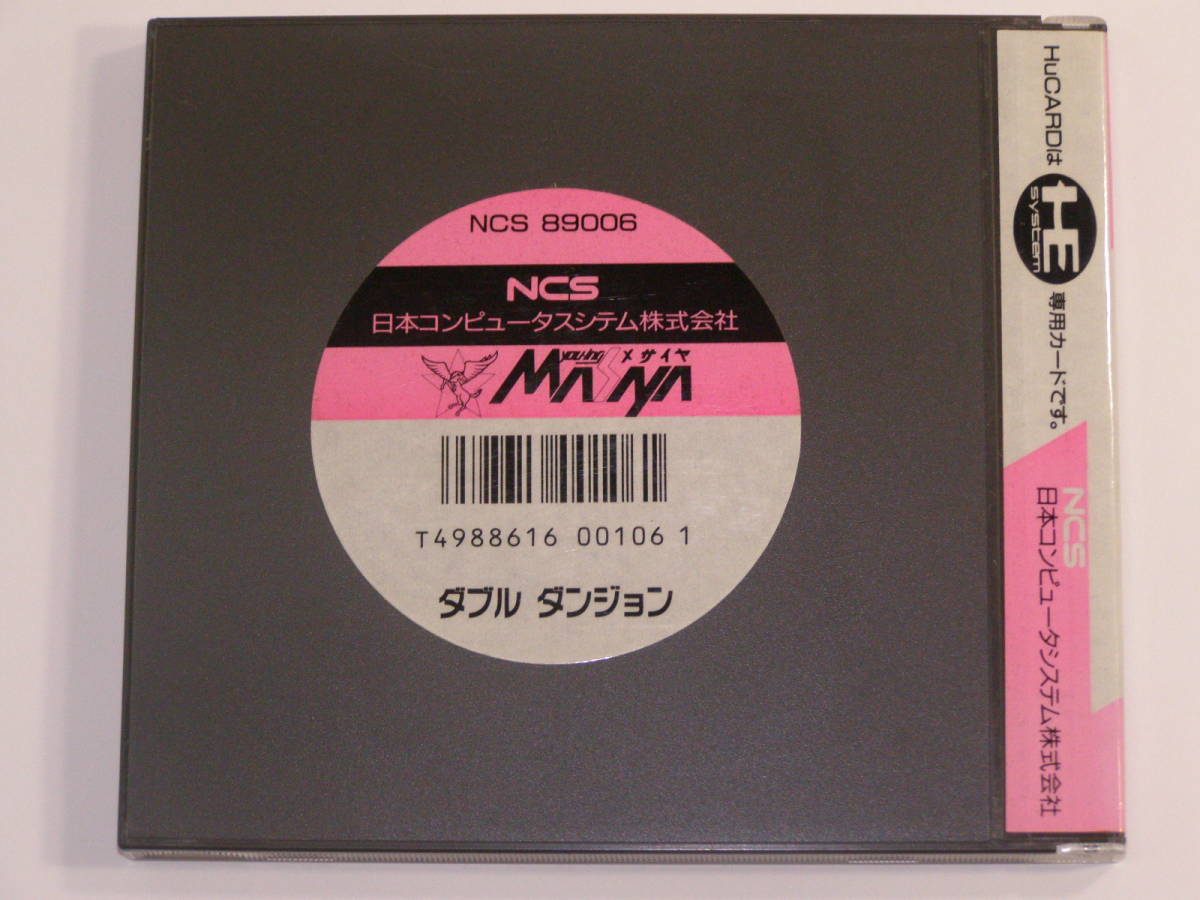 NCS 89006
NCS
日本コンピュータスシテム株式会社
you-ing メサイヤ
MASAYA
T4988616 00106 1
ダブル ダンジョン
HuCARDは HE system 専用カードです。
NCS
日本コンピュータシステム株式会社